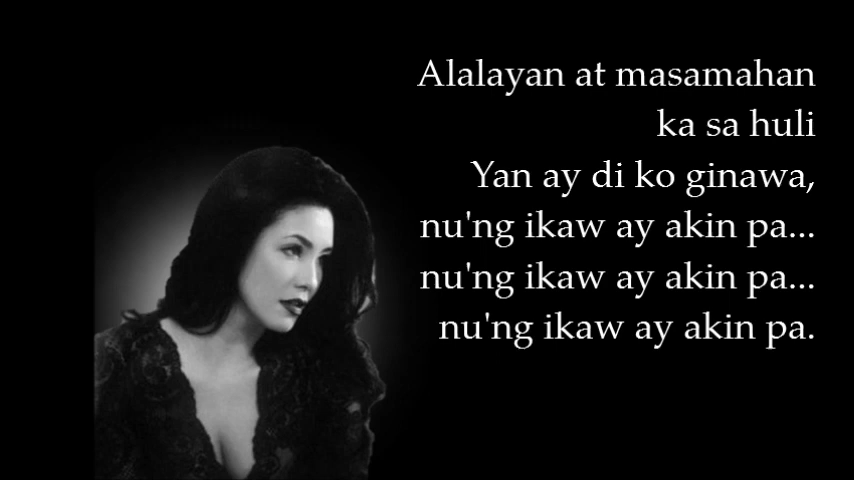 Alalayan at masamahan
ka sa huli
Yan ay di ko ginawa,
nu'ng ikaw ay akin pa...
nu'ng ikaw ay akin pa...
nu'ng ikaw ay akin pa.